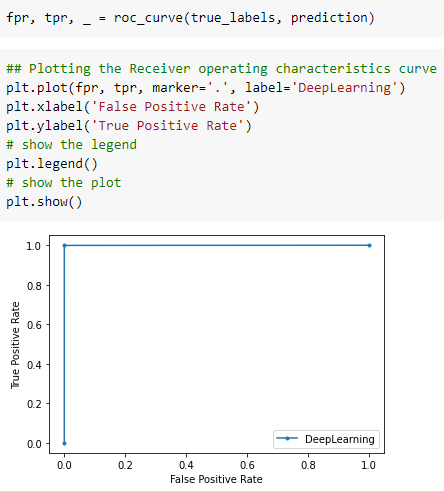 fpr, tpr, _ = roc_curve(true_labels, prediction)
## Plotting the Receiver operating characteristics curve
plt.plot(fpr, tpr, marker='.', label='DeepLearning')
plt.xlabel('False Positive Rate')
plt.ylabel('True Positive Rate')
# show the legend
plt.legend()
# show the plot
plt.show()
True Positive Rate
1.0
0.8
0.6
0.4
0.2
0.0
DeepLearning
0.0 0.2 0.4 0.6 0.8 1.0
False Positive Rate